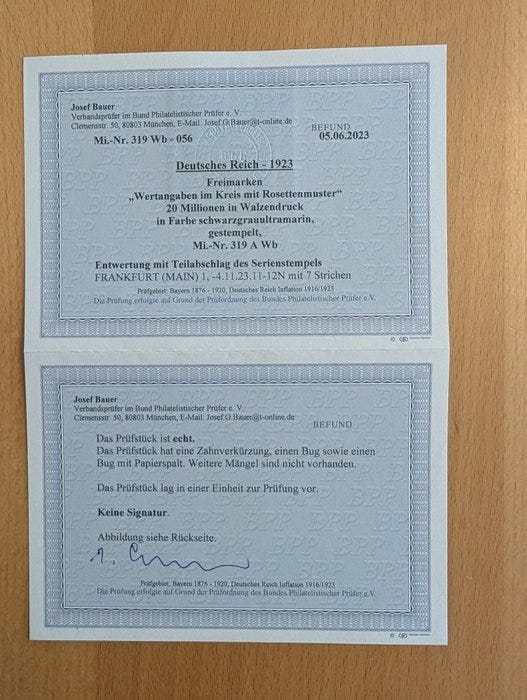 Josef Bauer
Verbandsprüfer im Bund Philatelistischer Prüfer e. V.
Clemensstr. 50, 80803 München, E-Mail: Josef.G.Bauer@t-online.de
BEFUND
Mi.-Nr. 319 Wb - 056
05.06.2023
Deutsches Reich - 1923
Freimarken
„Wertangaben im Kreis mit Rosettenmuster“
20 Millionen in Walzendruck
in Farbe schwarzgrauultramarin,
gestempelt,
Mi.-Nr. 319 A Wb
Entwertung mit Teilabschlag des Serienstempels
FRANKFURT (MAIN) 1, -4.11.23.11-12N mit 7 Strichen
Prüfgebiet: Bayern 1876 - 1920, Deutsches Reich Inflation 1916/1923
Die Prüfung erfolgte auf Grund der Prüfordnung des Bundes Philatelistischer Prüfer e.V.
Josef Bauer
Verbandsprüfer im Bund Philatelistischer Prüfer e. V.
Clemensstr. 50, 80803 München, E-Mail: Josef.G.Bauer@t-online.de
BEFUND
Das Prüfstück ist echt.
Das Prüfstück hat eine Zahnverkürzung, einen Bug sowie einen
Bug mit Papierspalt. Weitere Mängel sind nicht vorhanden.
Das Prüfstück lag in einer Einheit zur Prüfung vor.
Keine Signatur.
Abbildung siehe Rückseite.
Prüfgebiet: Bayern 1876 - 1920, Deutsches Reich Inflation 1916/1923
Die Prüfung erfolgte auf Grund der Prüfordnung des Bundes Philatelistischer Prüfer e.V.